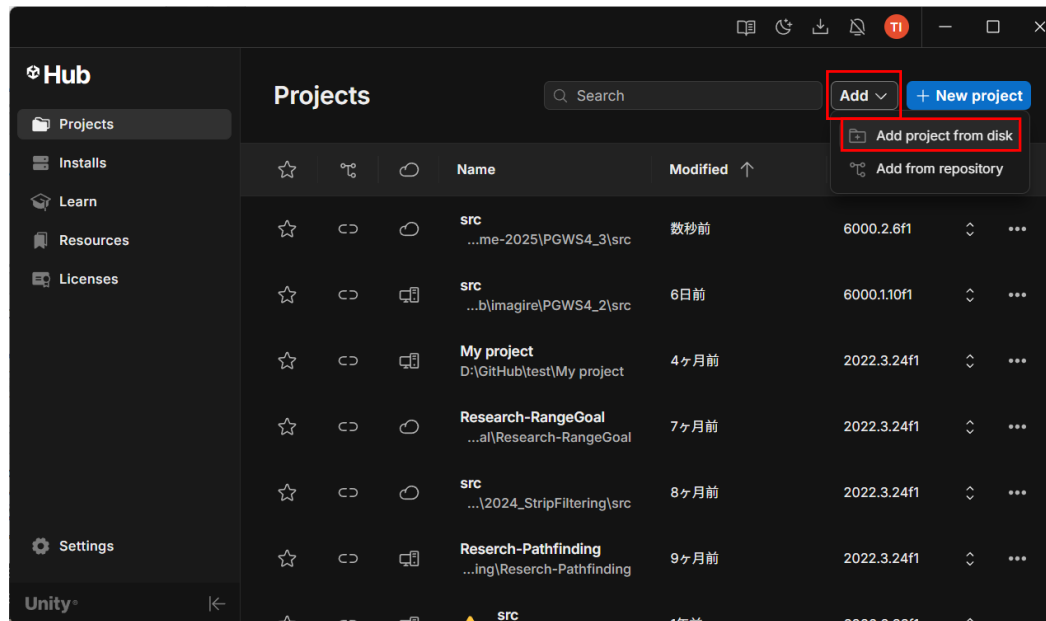 TI
Hub
Projects
Installs
Learn
Resources
Licenses
Settings
Unity
Projects
Search
Add
+ New project
Add project from disk
Add from repository
Name
Modified
src
...me-2025\PGWS4_3\src
数秒前
6000.2.6f1
src
...b\imagire\PGWS4_2\src
6日前
6000.1.10f1
My project
D:\GitHub\test\My project
4ヶ月前
2022.3.24f1
Research-RangeGoal
...al\Research-RangeGoal
7ヶ月前
2022.3.24f1
src
...\2024_StripFiltering\src
8ヶ月前
2022.3.24f1
Reserch-Pathfinding
...ing\Reserch-Pathfinding
9ヶ月前
2022.3.24f1
src